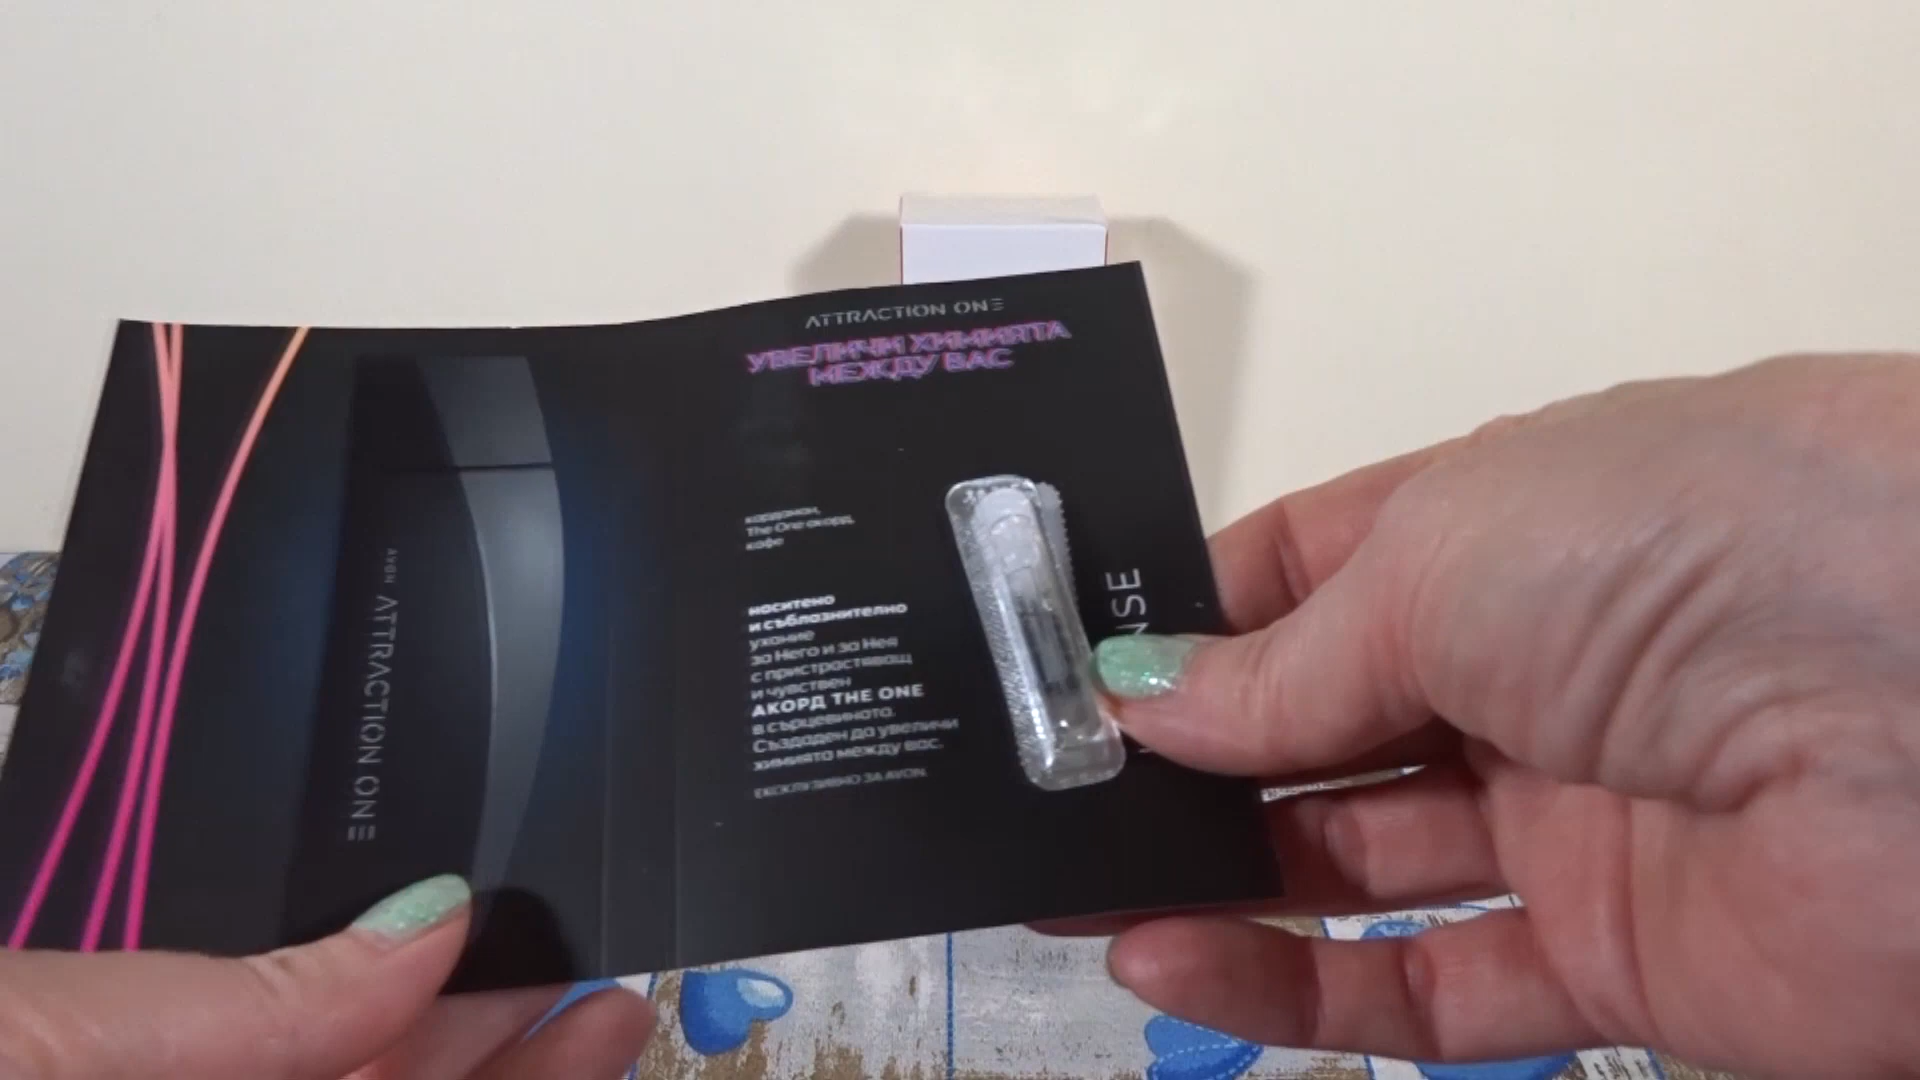 AVON ATTRACTION ONE
ATTRACTION ONE
УВЕЛИЧИ ХИМИЯТА
МЕЖДУ ВАС
кардамон,
The One акорд,
кафе
наситено
и съблазнително
ухание
за Него и за Нея
с пристрастяващ
и чувствен
АКОРД THE ONE
в сърцевината.
Създаден да увеличи
химията между вас.
ЕКСКЛУЗИВНО ЗА AVON.